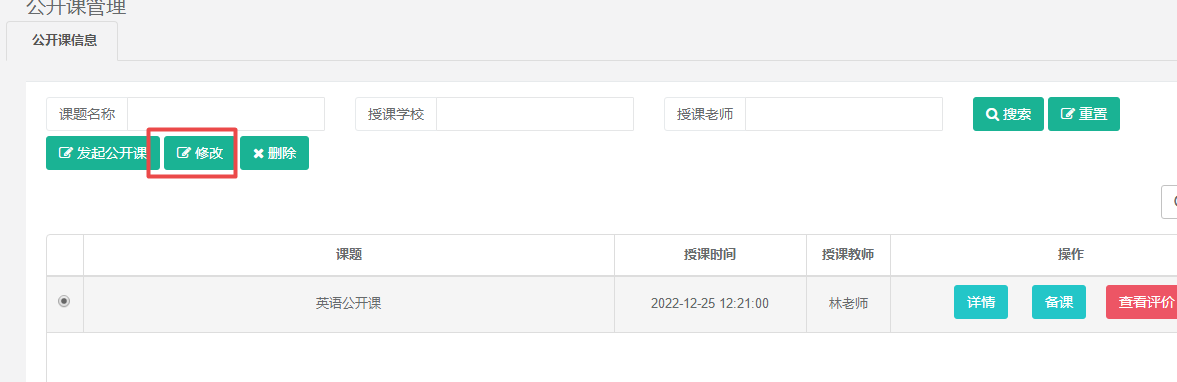 公开课管理
公开课信息
课题名称 授课学校 授课老师 搜索 重置
发起公开课 修改 删除
课题 授课时间 授课教师 操作
英语公开课 2022-12-25 12:21:00 林老师 详情 备课 查看评价